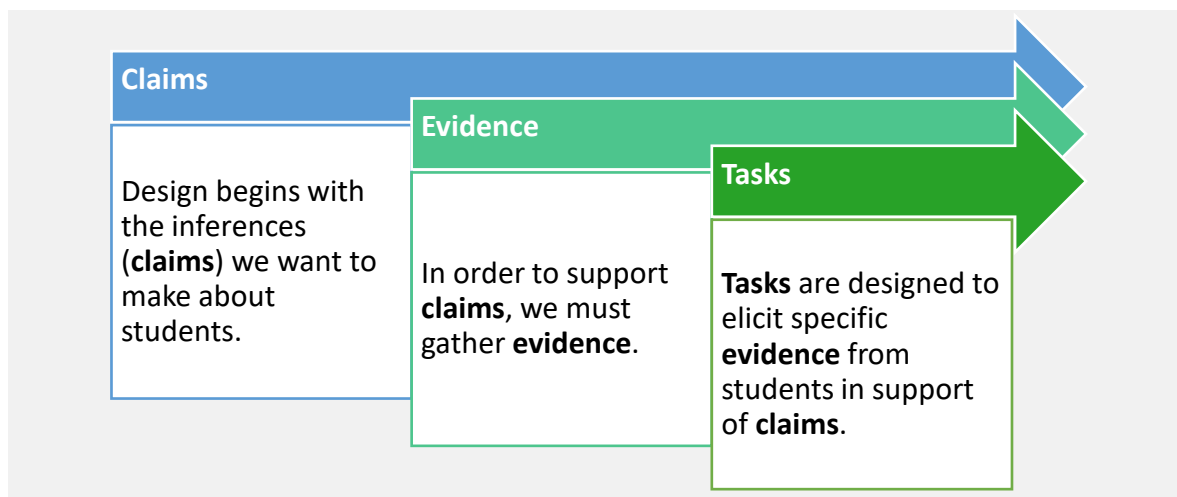 Claims
Design begins with
the inferences
(claims) we want to
make about
students.
Evidence
In order to support
claims, we must
gather evidence.
Tasks
Tasks are designed to
elicit specific
evidence from
students in support
of claims.